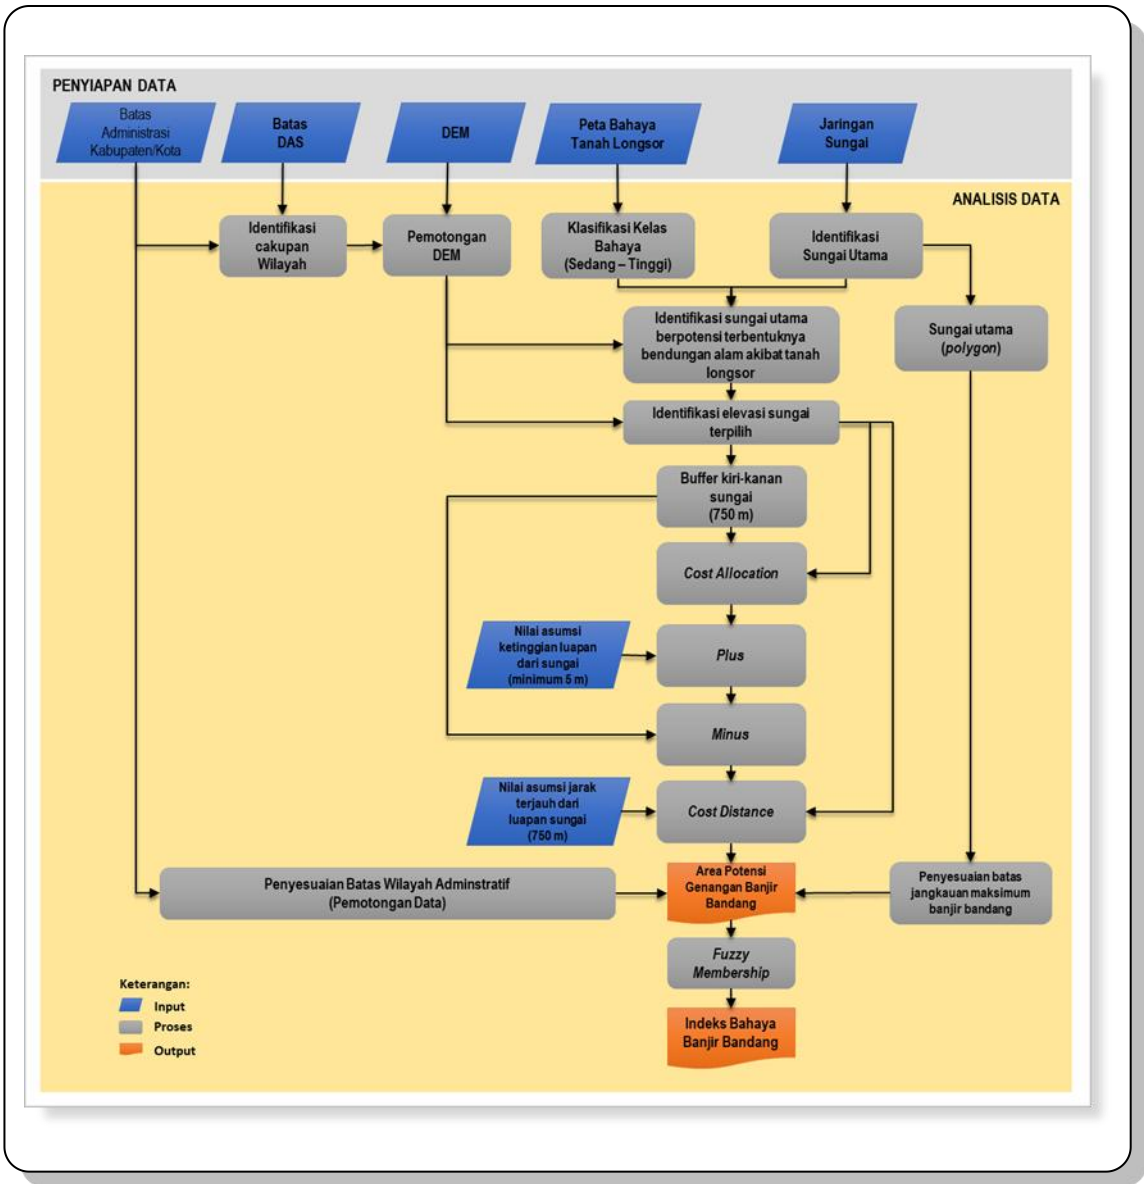 PENYIAPAN DATA
Batas
Administrasi
Kabupaten/Kota
Batas
DAS
DEM
Peta Bahaya
Tanah Longsor
Jaringan
Sungai
ANALISIS DATA
Identifikasi
cakupan
Wilayah
Pemotongan
DEM
Klasifikasi Kelas
Bahaya
(Sedang – Tinggi)
Identifikasi
Sungai Utama
Identifikasi sungai utama
berpotensi terbentuknya
bendungan alam akibat tanah
longsor
Sungai utama
(polygon)
Identifikasi elevasi sungai
terpilih
Buffer kiri-kanan
sungai
(750 m)
Cost Allocation
Nilai asumsi
ketinggian luapan
dari sungai
(minimum 5 m)
Plus
Minus
Nilai asumsi jarak
terjauh dari
luapan sungai
(750 m)
Cost Distance
Penyesuaian Batas Wilayah Adminstratif
(Pemotongan Data)
Area Potensi
Genangan Banjir
Bandang
Penyesuaian batas
jangkauan maksimum
banjir bandang
Fuzzy
Membership
Indeks Bahaya
Banjir Bandang
Keterangan:
Input
Proses
Output